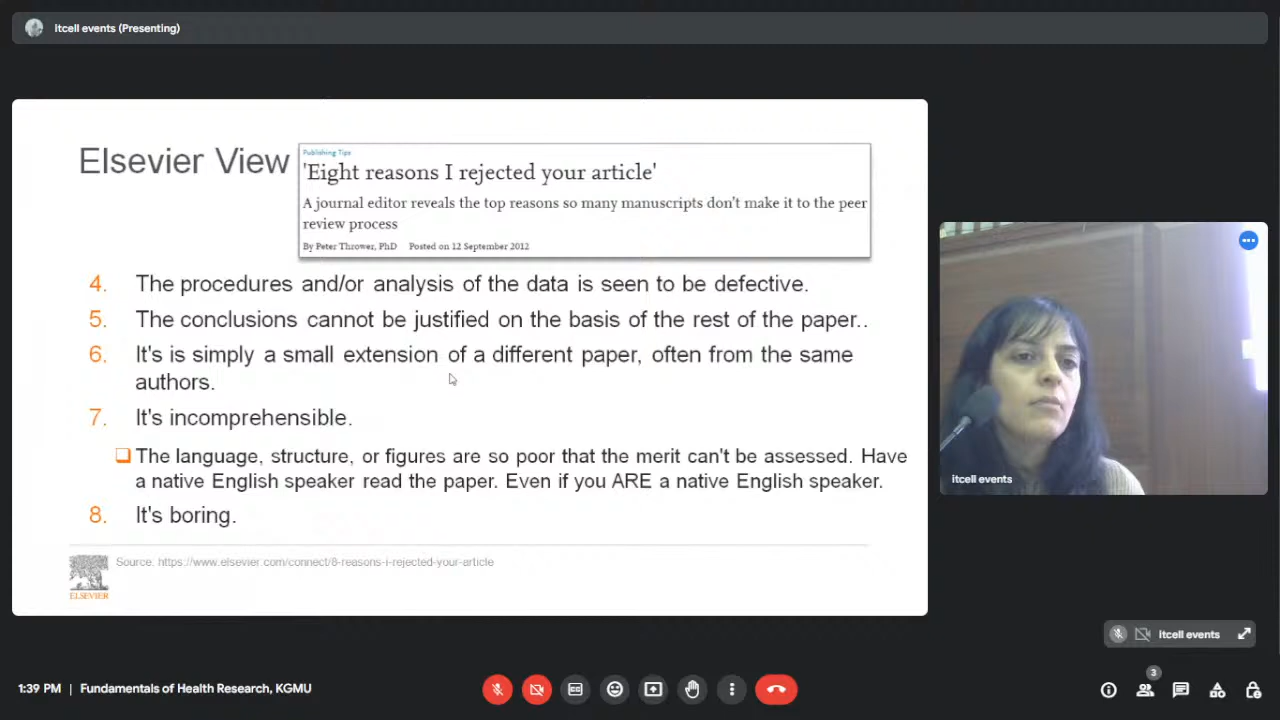 Itcell events (Presenting)
Elsevier View
Publishing Tips
'Eight reasons I rejected your article'
A journal editor reveals the top reasons so many manuscripts don't make it to the peer
review process
By Peter Thrower, PhD Posted on 12 September 2012
4. The procedures and/or analysis of the data is seen to be defective.
5. The conclusions cannot be justified on the basis of the rest of the paper..
6. It's is simply a small extension of a different paper, often from the same
authors.
7. It's incomprehensible.
The language, structure, or figures are so poor that the merit can't be assessed. Have
a native English speaker read the paper. Even if you ARE a native English speaker.
8. It's boring.
Source: https://www.elsevier.com/connect/8-reasons-i-rejected-your-article
ELSEVIER
itcell events
itcell events
3
1:39 PM | Fundamentals of Health Research, KGMU